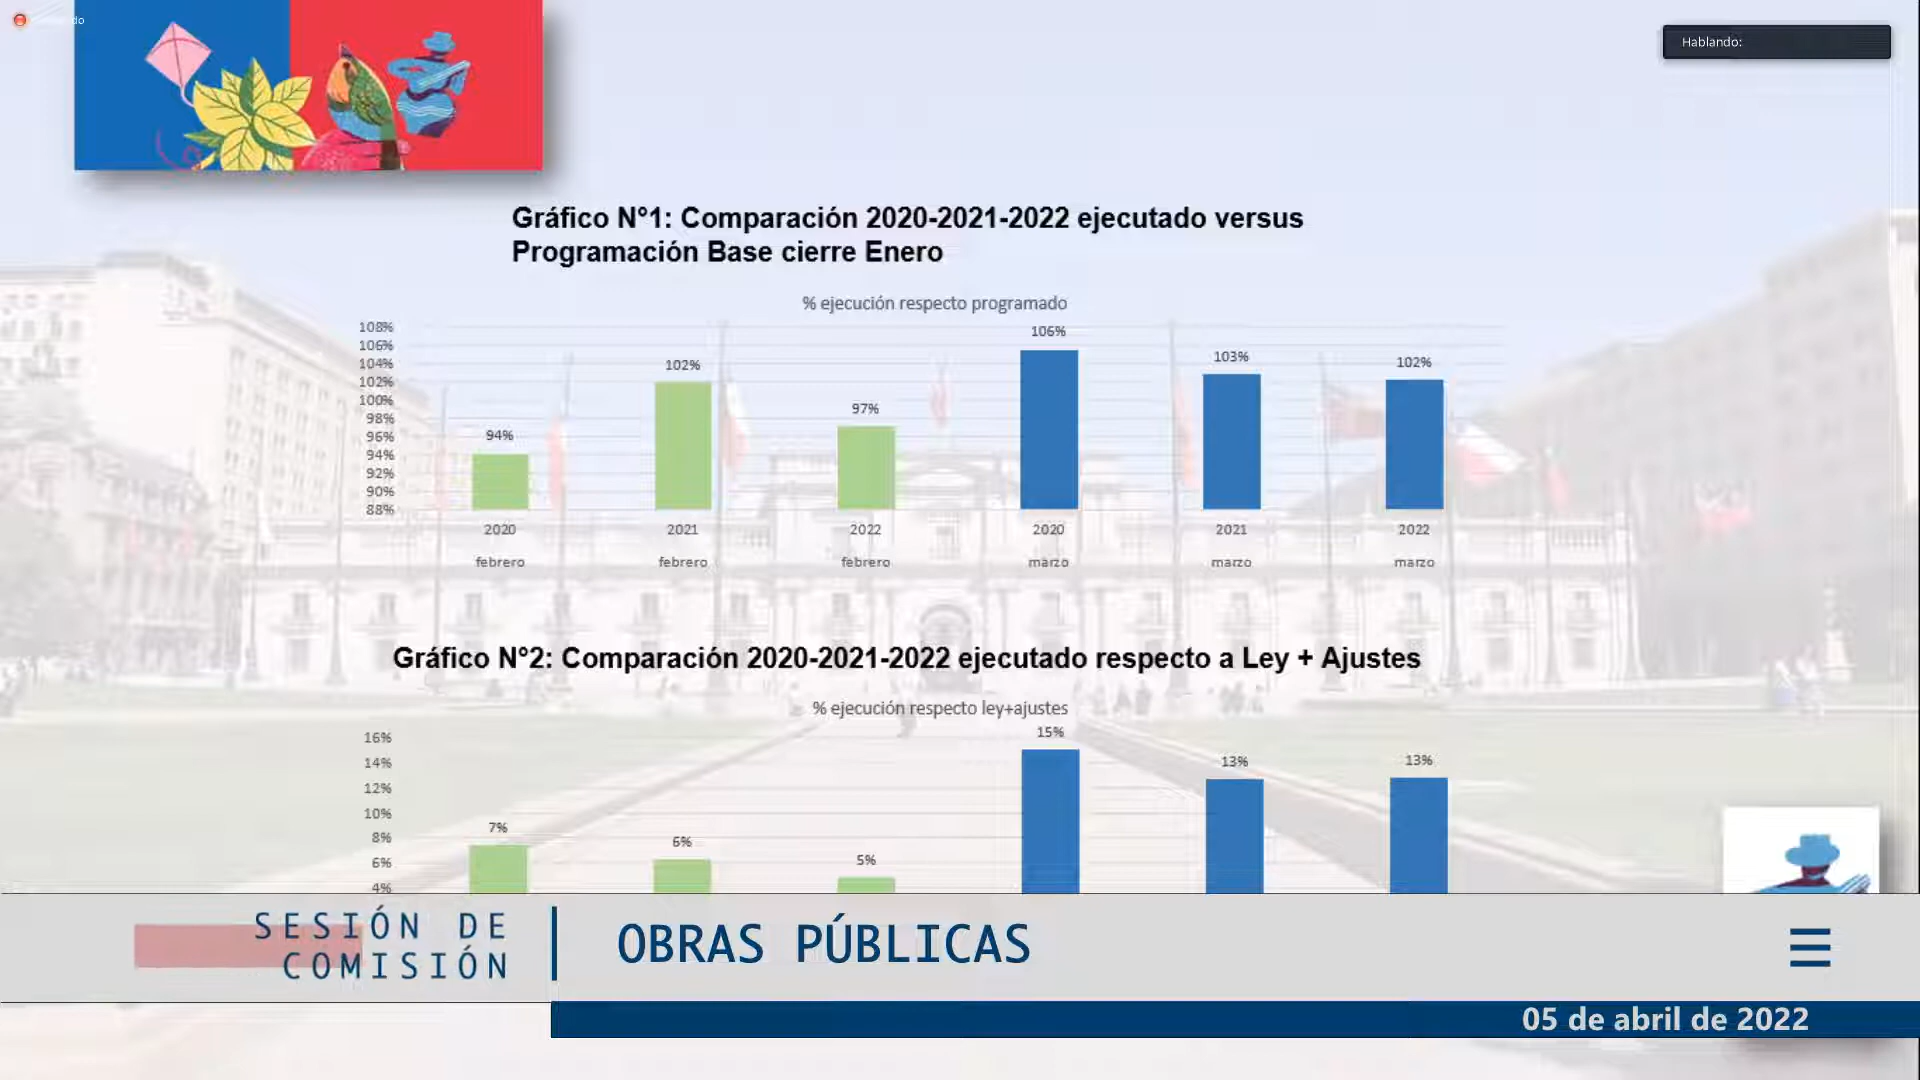 Hablando:
Gráfico N°1: Comparación 2020-2021-2022 ejecutado versus
Programación Base cierre Enero
% ejecución respecto programado
108%
106%
104%
102%
100%
98%
96%
94%
92%
90%
88%
94%
102%
97%
106%
103%
102%
2020
2021
2022
2020
2021
2022
febrero
febrero
febrero
marzo
marzo
marzo
Gráfico N°2: Comparación 2020-2021-2022 ejecutado respecto a Ley + Ajustes
% ejecución respecto ley+ajustes
16%
14%
12%
10%
8%
6%
4%
7%
6%
5%
15%
13%
13%
SESIÓN DE
COMISIÓN
OBRAS PÚBLICAS
05 de abril de 2022